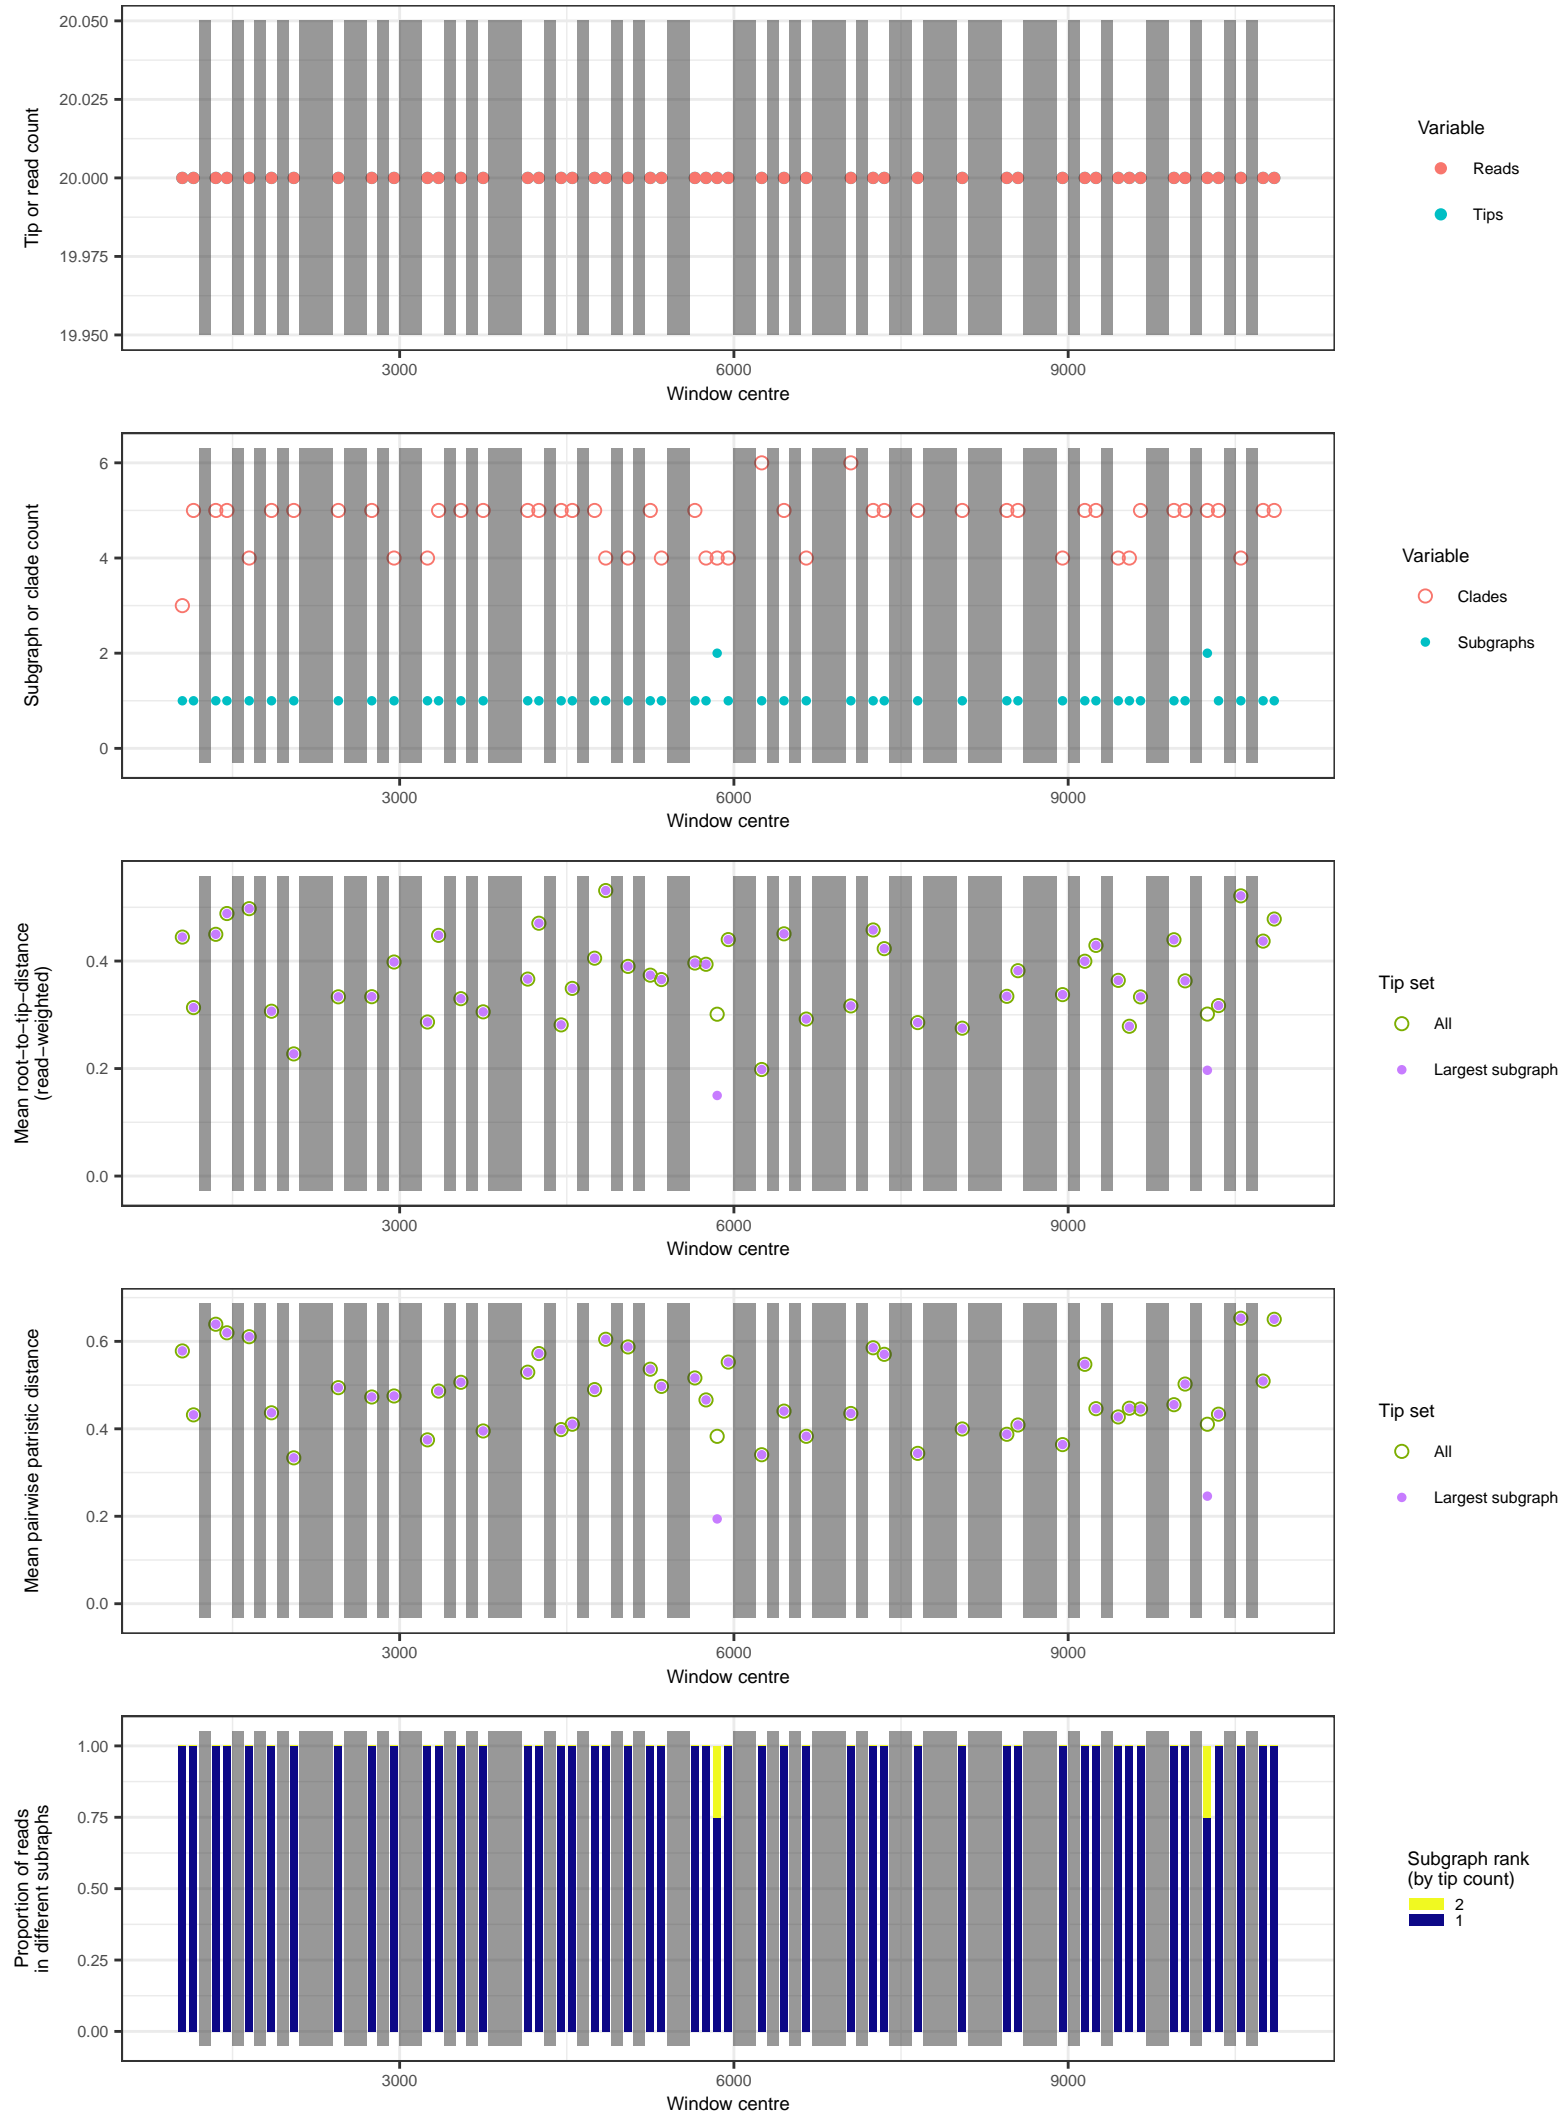 20.050
20.025
20.000
19.975
19.950
Tip or read count
3000 6000 9000
Window centre
Variable
Reads
Tips
6
4
2
0
Subgraph or clade count
3000 6000 9000
Window centre
Variable
Clades
Subgraphs
0.4
0.2
0.0
Mean root−to−tip−distance
(read−weighted)
3000 6000 9000
Window centre
Tip set
All
Largest subgraph
0.6
0.4
0.2
0.0
Mean pairwise patristic distance
3000 6000 9000
Window centre
Tip set
All
Largest subgraph
1.00
0.75
0.50
0.25
0.00
Proportion of reads
in different subraphs
3000 6000 9000
Window centre
Subgraph rank
(by tip count)
2
1